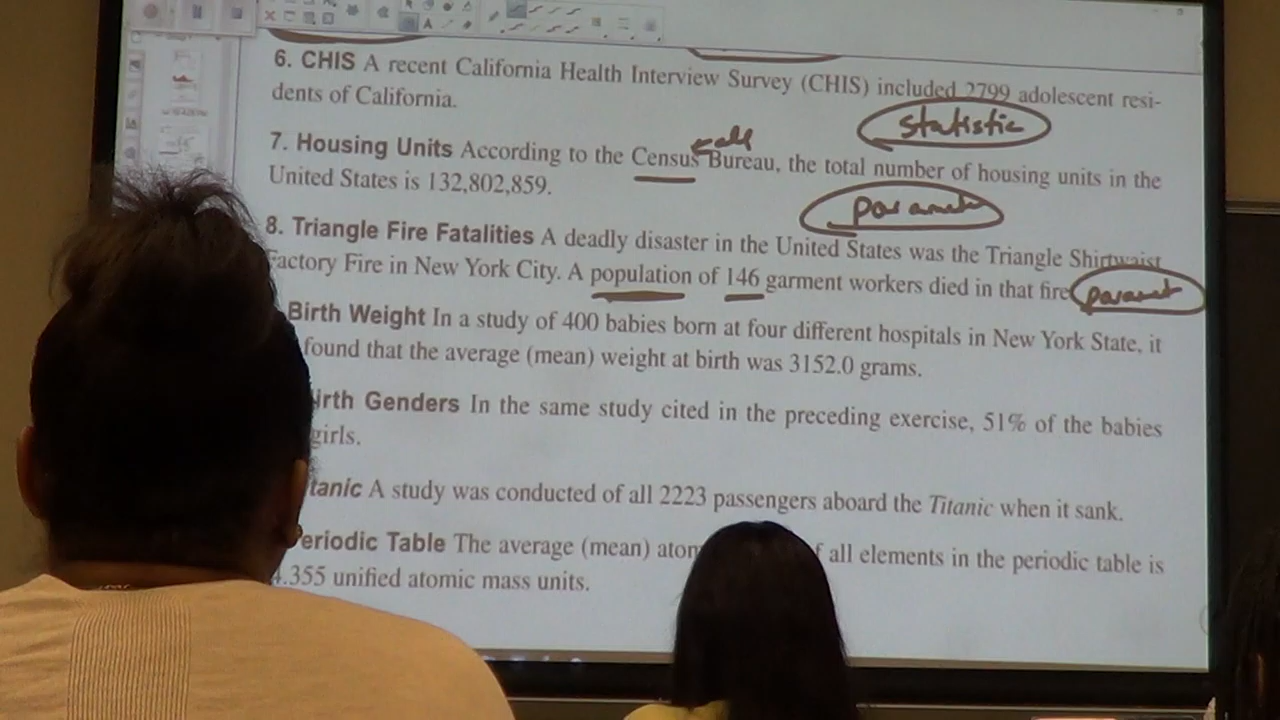 6. CHIS A recent California Health Interview Survey (CHIS) included 2799 adolescent resi-
dents of California.
statistic
all
7. Housing Units According to the Census Bureau, the total number of housing units in the
United States is 132,802,859.
8. Triangle Fire Fatalities A deadly disaster in the United States was the Triangle Shirtwaist
Factory Fire in New York City. A population of 146 garment workers died in that fire
Birth Weight In a study of 400 babies born at four different hospitals in New York State, it
found that the average (mean) weight at birth was 3152.0 grams.
irth Genders In the same study cited in the preceding exercise, 51% of the babies
girls.
tanic A study was conducted of all 2223 passengers aboard the Titanic when it sank.
eriodic Table The average (mean) atom f all elements in the periodic table is
4.355 unified atomic mass units.